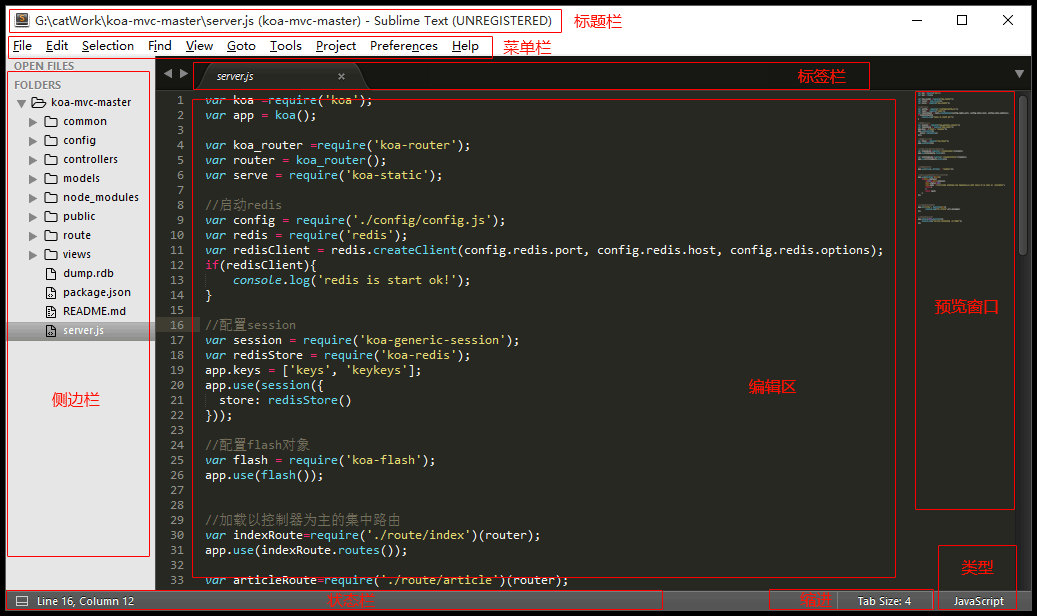 G:\catWork\koa-mvc-master\server.js (koa-mvc-master) - Sublime Text (UNREGISTERED) 标题栏
File Edit Selection Find View Goto Tools Project Preferences Help 菜单栏
OPEN FILES
FOLDERS
koa-mvc-master
common
config
controllers
models
node_modules
public
route
views
dump.rdb
package.json
README.md
server.js
侧边栏
server.js 标签栏
1 var koa =require('koa');
2 var app = koa();
3
4 var koa_router =require('koa-router');
5 var router = koa_router();
6 var serve = require('koa-static');
7
8 //启动redis
9 var config = require('./config/config.js');
10 var redis = require('redis');
11 var redisClient = redis.createClient(config.redis.port, config.redis.host, config.redis.options);
12 if(redisClient){
13 console.log('redis is start ok!');
14 }
15
16 //配置session
17 var session = require('koa-generic-session');
18 var redisStore = require('koa-redis');
19 app.keys = ['keys', 'keykeys'];
20 app.use(session({
21 store: redisStore()
22 }));
23
24 //配置flash对象
25 var flash = require('koa-flash');
26 app.use(flash());
27
28
29 //加载以控制器为主的集中路由
30 var indexRoute=require('./route/index')(router);
31 app.use(indexRoute.routes());
32
33 var articleRoute=require('./route/article')(router);
编辑区
预览窗口
类型
Line 16, Column 12 状态栏 缩进 Tab Size: 4 JavaScript